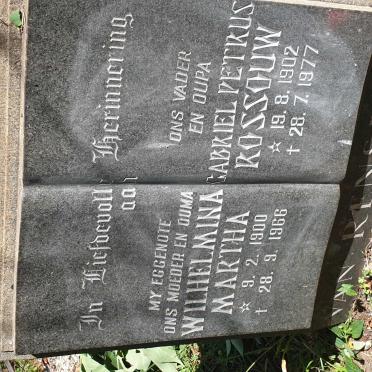 In Liefdevolle Herinnering
aan
MY EGGENOTE
ONS MOEDER EN OUMA
WILHELMINA
MARTHA
☆ 9. 2. 1900
† 28. 9. 1966
ONS VADER
EN OUPA
GABRIEL PETRUS
ROSSOUW
☆ 19. 8. 1902
† 28. 7. 1977
VAN